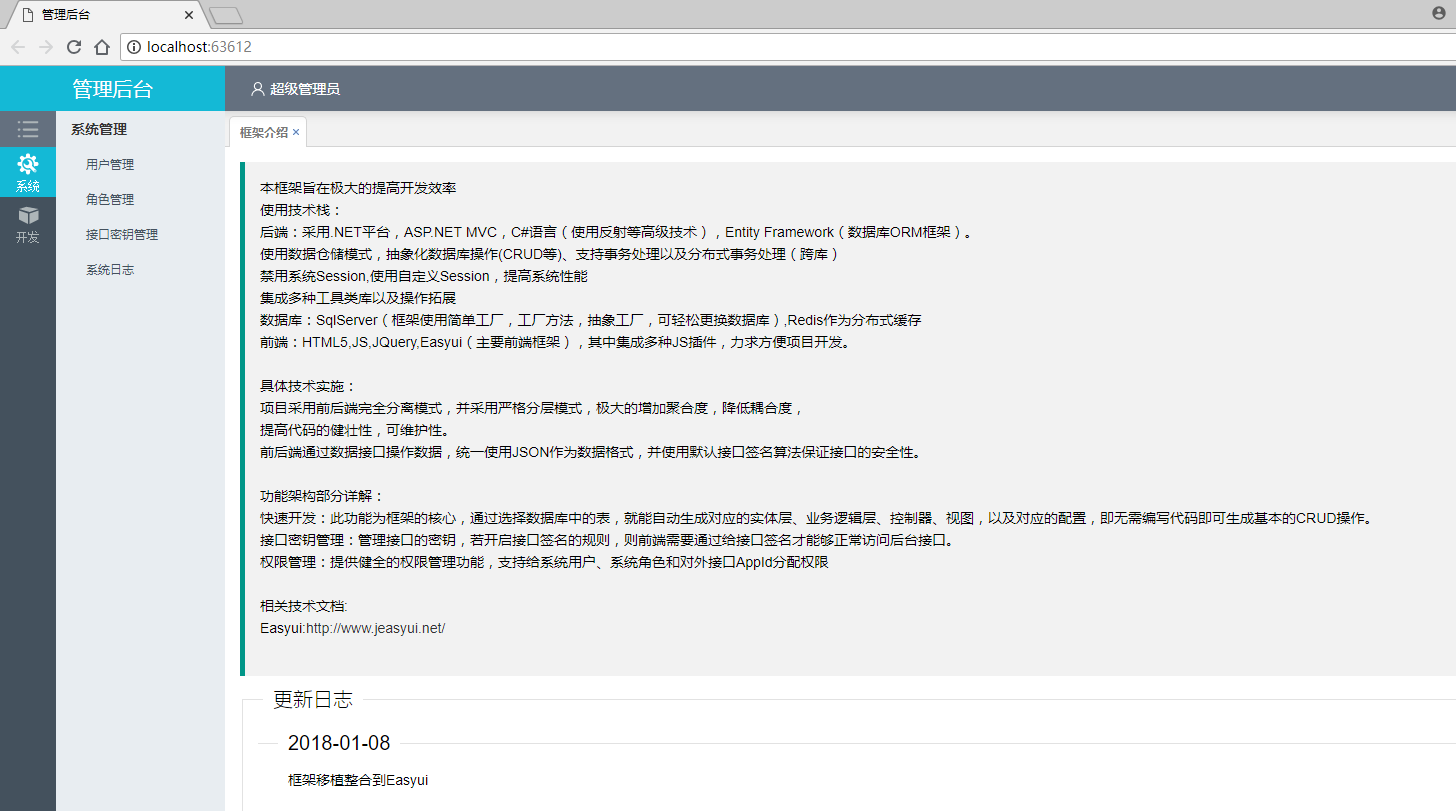 管理后台
localhost:63612
管理后台
超级管理员
系统
开发
系统管理
用户管理
角色管理
接口密钥管理
系统日志
框架介绍 ×
本框架旨在极大的提高开发效率
使用技术栈：
后端：采用.NET平台，ASP.NET MVC，C#语言（使用反射等高级技术），Entity Framework（数据库ORM框架）。
使用数据仓储模式，抽象化数据库操作(CRUD等)、支持事务处理以及分布式事务处理（跨库）
禁用系统Session,使用自定义Session，提高系统性能
集成多种工具类库以及操作拓展
数据库：SqlServer（框架使用简单工厂，工厂方法，抽象工厂，可轻松更换数据库）,Redis作为分布式缓存
前端：HTML5,JS,JQuery,Easyui（主要前端框架），其中集成多种JS插件，力求方便项目开发。
具体技术实施：
项目采用前后端完全分离模式，并采用严格分层模式，极大的增加聚合度，降低耦合度，
提高代码的健壮性，可维护性。
前后端通过数据接口操作数据，统一使用JSON作为数据格式，并使用默认接口签名算法保证接口的安全性。
功能架构部分详解：
快速开发：此功能为框架的核心，通过选择数据库中的表，就能自动生成对应的实体层、业务逻辑层、控制器、视图，以及对应的配置，即无需编写代码即可生成基本的CRUD操作。
接口密钥管理：管理接口的密钥，若开启接口签名的规则，则前端需要通过给接口签名才能够正常访问后台接口。
权限管理：提供健全的权限管理功能，支持给系统用户、系统角色和对外接口AppId分配权限
相关技术文档:
Easyui:http://www.jeasyui.net/
更新日志
2018-01-08
框架移植整合到Easyui